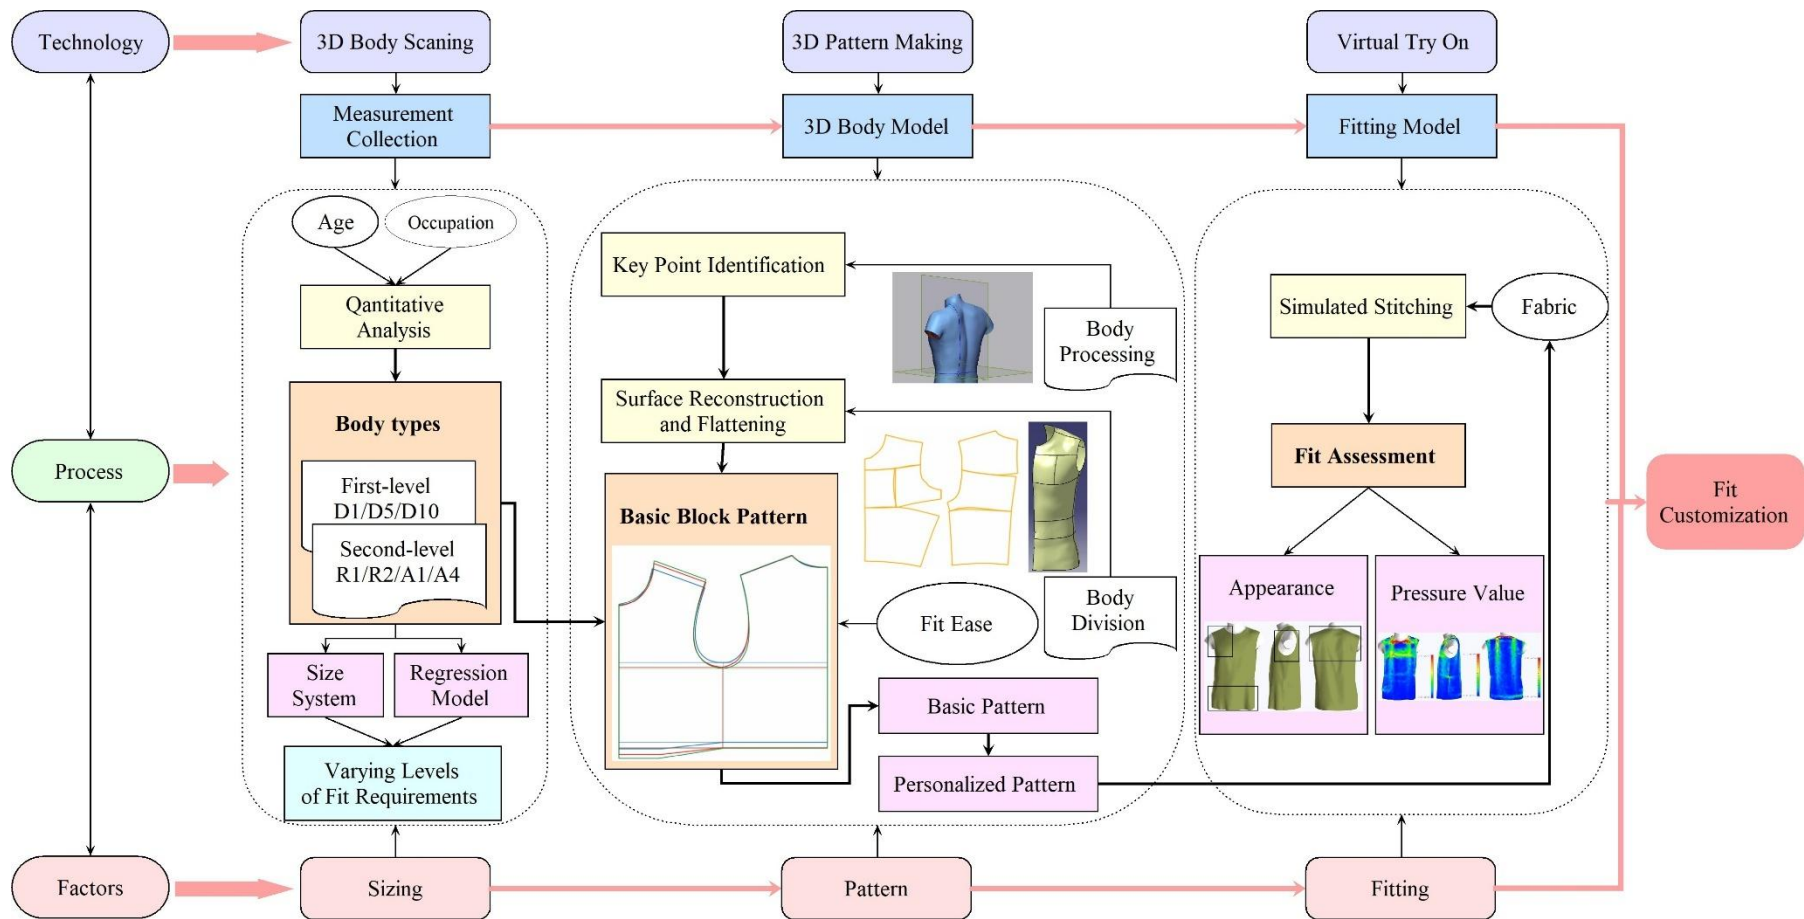 Technology
3D Body Scaning
3D Pattern Making
Virtual Try On
Measurement
Collection
3D Body Model
Fitting Model
Age
Occupation
Qantitative
Analysis
Body types
First-level
D1/D5/D10
Second-level
R1/R2/A1/A4
Size
System
Regression
Model
Varying Levels
of Fit Requirements
Process
Key Point Identification
Body
Processing
Surface Reconstruction
and Flattening
Basic Block Pattern
Fit Ease
Body
Division
Basic Pattern
Personalized Pattern
Simulated Stitching
Fabric
Fit Assessment
Appearance
Pressure Value
Fit
Customization
Factors
Sizing
Pattern
Fitting